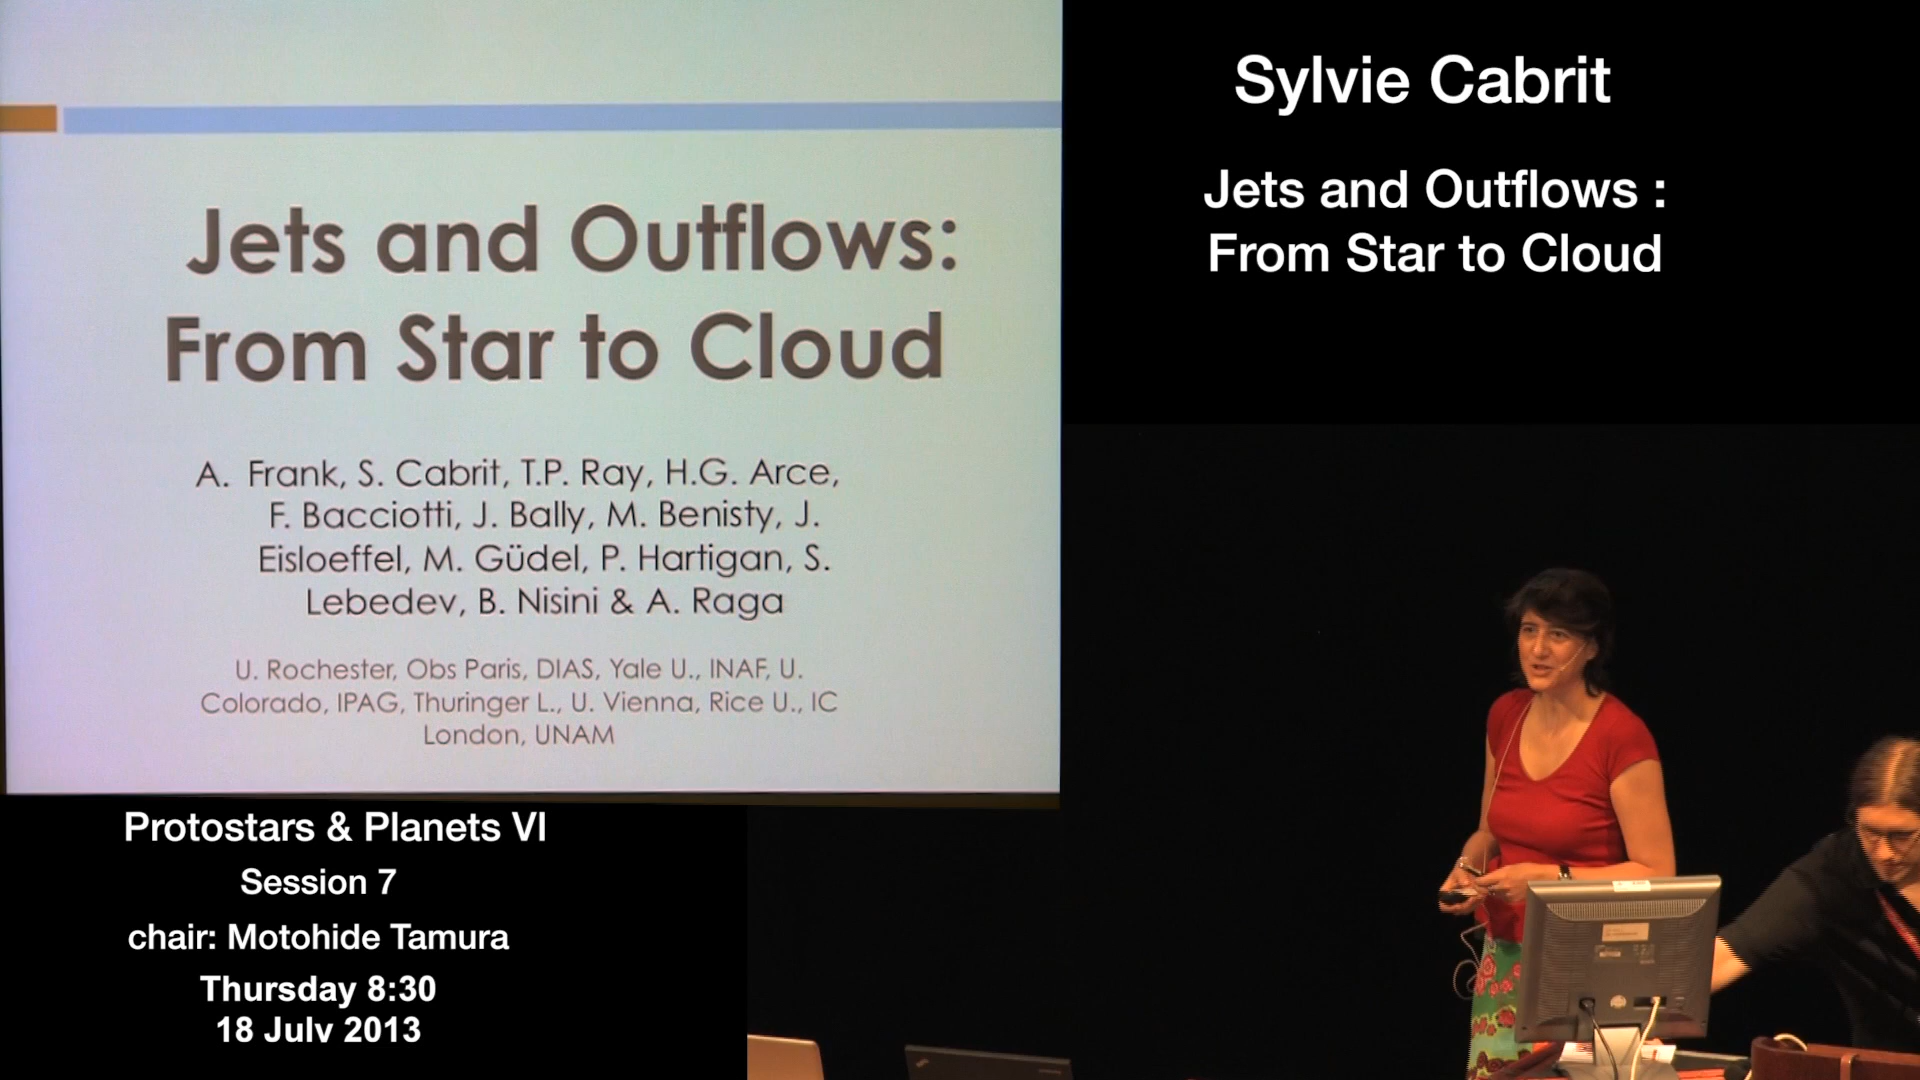 Jets and Outflows:
From Star to Cloud
A. Frank, S. Cabrit, T.P. Ray, H.G. Arce,
F. Bacciotti, J. Bally, M. Benisty, J.
Eisloeffel, M. Güdel, P. Hartigan, S.
Lebedev, B. Nisini & A. Raga
U. Rochester, Obs Paris, DIAS, Yale U., INAF, U.
Colorado, IPAG, Thuringer L., U. Vienna, Rice U., IC
London, UNAM
Sylvie Cabrit
Jets and Outflows :
From Star to Cloud
Protostars & Planets VI
Session 7
chair: Motohide Tamura
Thursday 8:30
18 July 2013